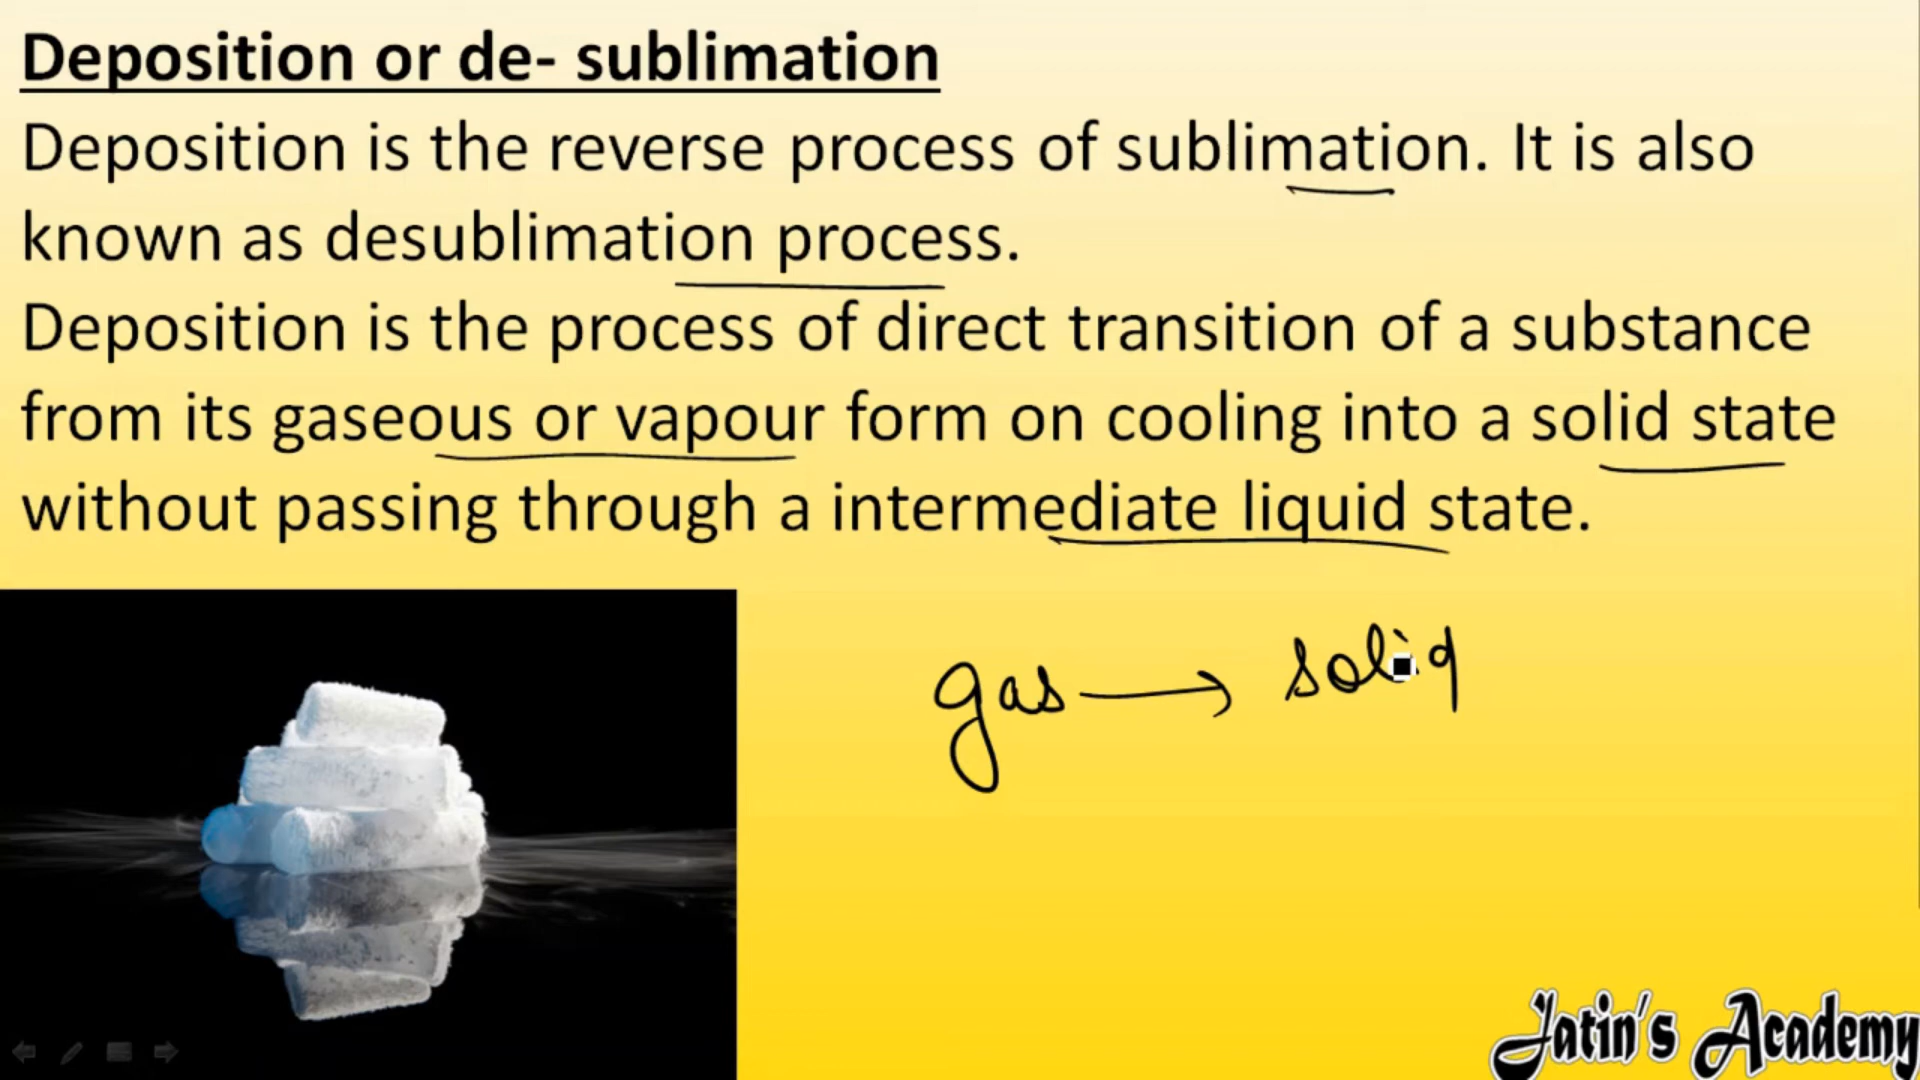 Deposition or de- sublimation
Deposition is the reverse process of sublimation. It is also
known as desublimation process.
Deposition is the process of direct transition of a substance
from its gaseous or vapour form on cooling into a solid state
without passing through a intermediate liquid state.
gas → solid
Jatin's Academy